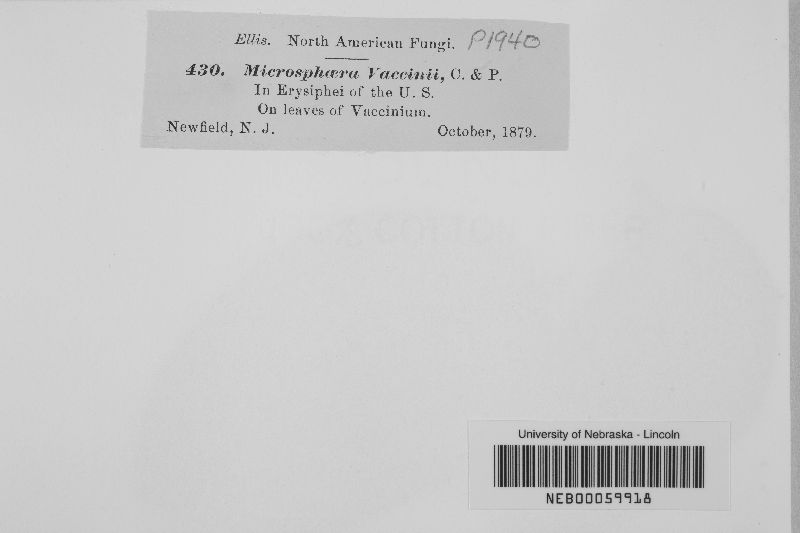 Ellis. North American Fungi. P1940
430. Microsphæra Vaccinii, C. & P.
In Erysiphei of the U. S.
On leaves of Vaccinium.
Newfield, N. J. October, 1879.
University of Nebraska - Lincoln
NEB00059918